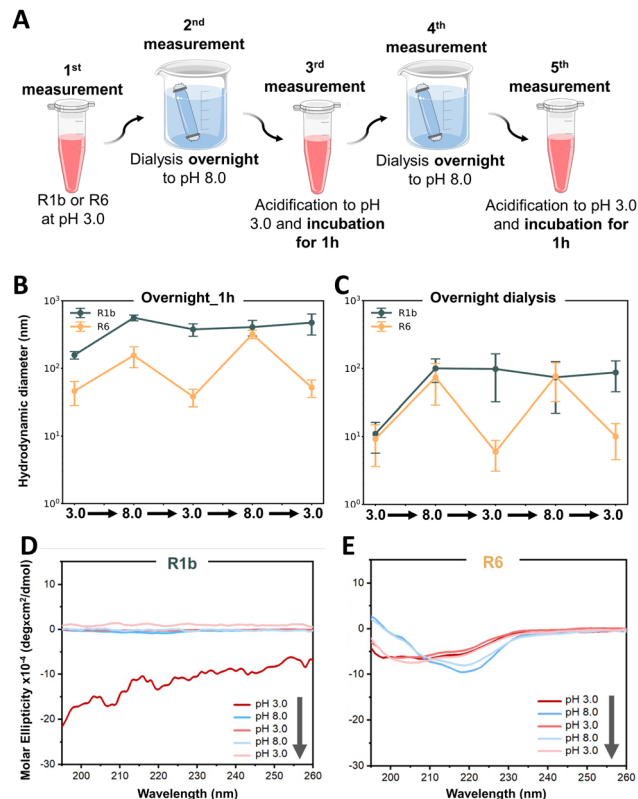 A
1st measurement
2nd measurement
3rd measurement
4th measurement
5th measurement
R1b or R6 at pH 3.0
Dialysis overnight to pH 8.0
Acidification to pH 3.0 and incubation for 1h
Dialysis overnight to pH 8.0
Acidification to pH 3.0 and incubation for 1h
B
Overnight_1h
R1b
R6
Hydrodynamic diameter (nm)
10³
10²
10¹
10⁰
3.0 8.0 3.0 8.0 3.0
C
Overnight dialysis
R1b
R6
10³
10²
10¹
10⁰
3.0 8.0 3.0 8.0 3.0
D
R1b
Molar Ellipticity x10⁻⁴ (degxcm²/dmol)
10
0
-10
-20
-30
pH 3.0
pH 8.0
pH 3.0
pH 8.0
pH 3.0
200 210 220 230 240 250 260
Wavelength (nm)
E
R6
10
0
-10
-20
-30
pH 3.0
pH 8.0
pH 3.0
pH 8.0
pH 3.0
200 210 220 230 240 250 260
Wavelength (nm)